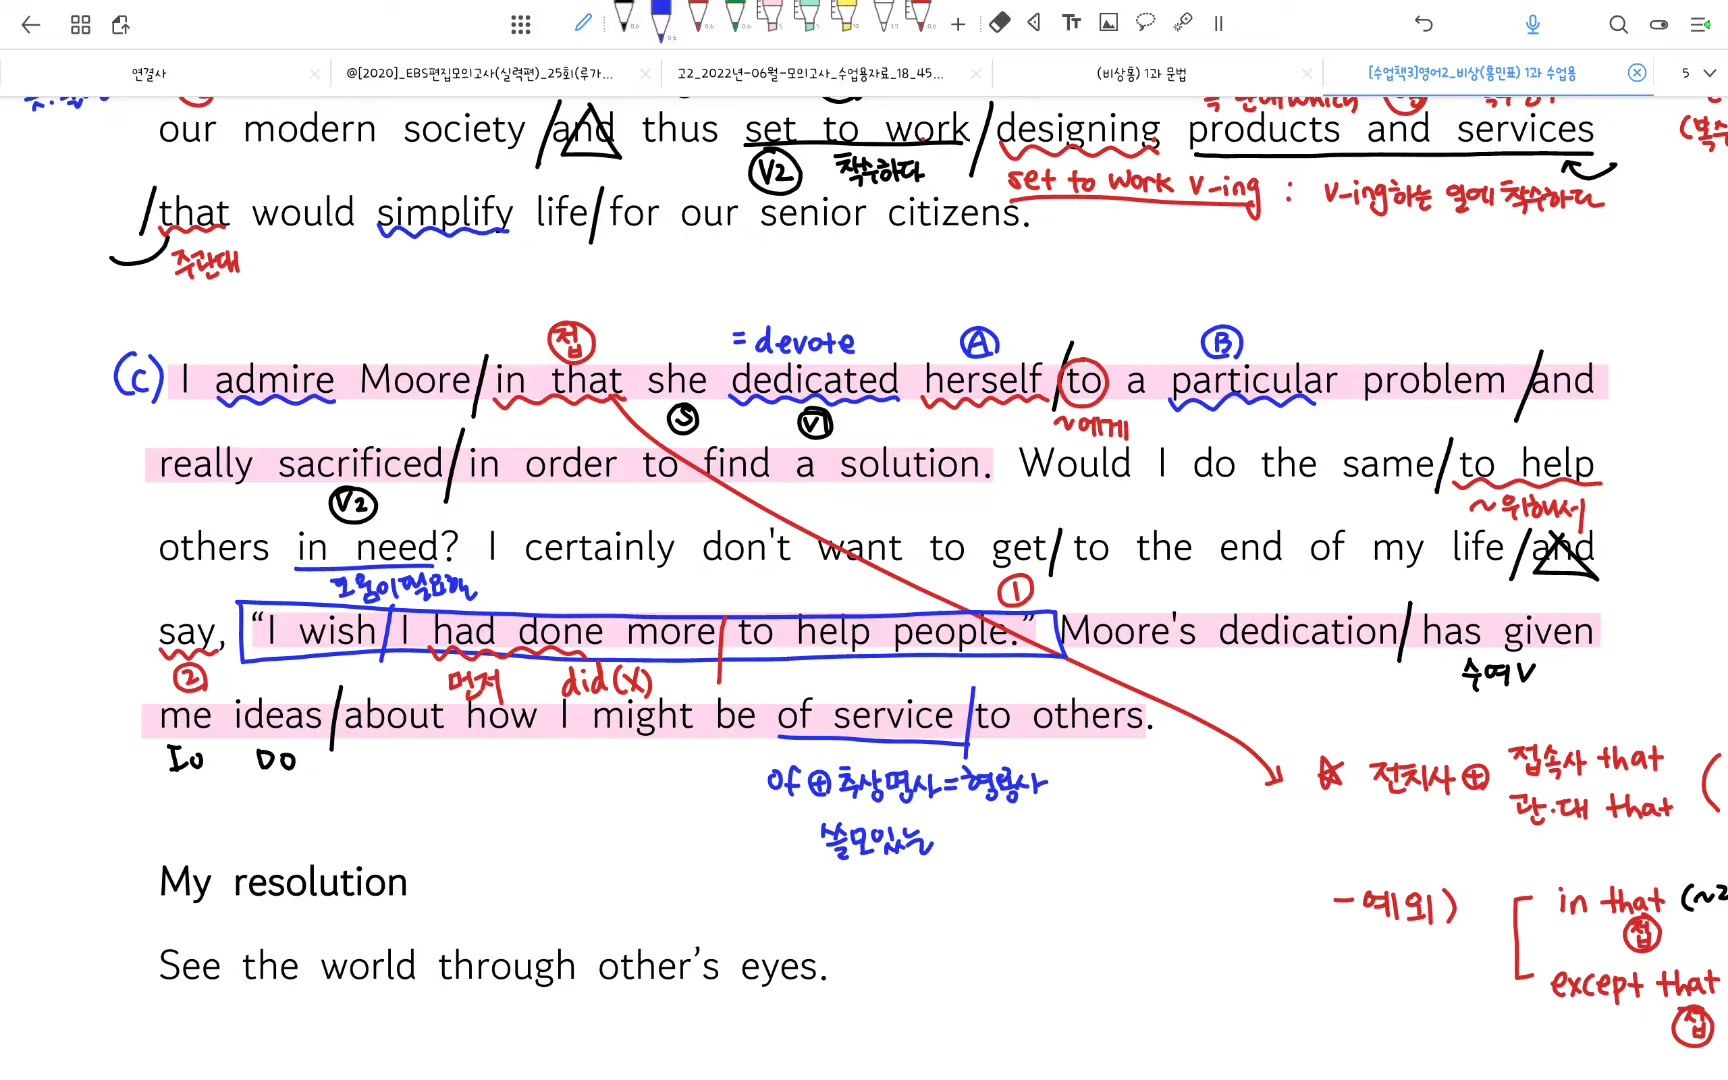 연결사
@[2020]_EBS편집모의고사(실력편)_25회(류가...
고2_2022년-06월-모의고사_수업용자료_18_45...
(비상홍) 1과 문법
[수업책3]영어2_비상(홍민표) 1과 수업용
5
our modern society / and thus set to work / designing products and services
V2 착수하다
set to work v-ing : v-ing하는 일에 착수하다
/ that would simplify life / for our senior citizens.
주관대
접 = devote A B
(C) I admire Moore / in that she dedicated herself / to a particular problem / and
S V1 ~에게
really sacrificed / in order to find a solution. Would I do the same / to help
V2 ~위해서
others in need? I certainly don't want to get / to the end of my life / and
도움이필요한 1
say, “I wish / I had done more to help people.” Moore's dedication / has given
2 먼저 did(X) 수여V
me ideas / about how I might be of service / to others.
IO DO
of + 추상명사 = 형용사
쓸모있는
전치사 + 접속사 that
관·대 that
My resolution
- 예외) in that
접
See the world through other’s eyes.
except that
접